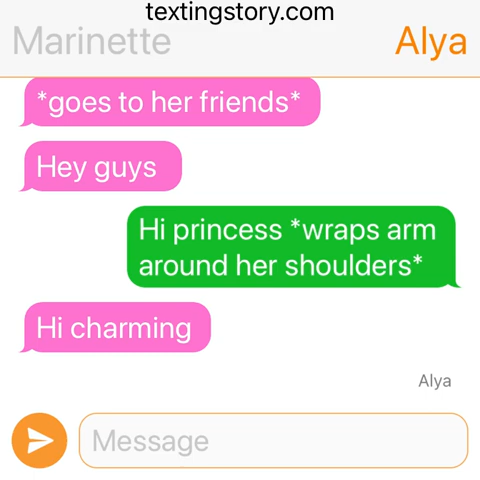 textingstory.com
Marinette Alya
*goes to her friends*
Hey guys
Hi princess *wraps arm
around her shoulders*
Hi charming
Alya
Message